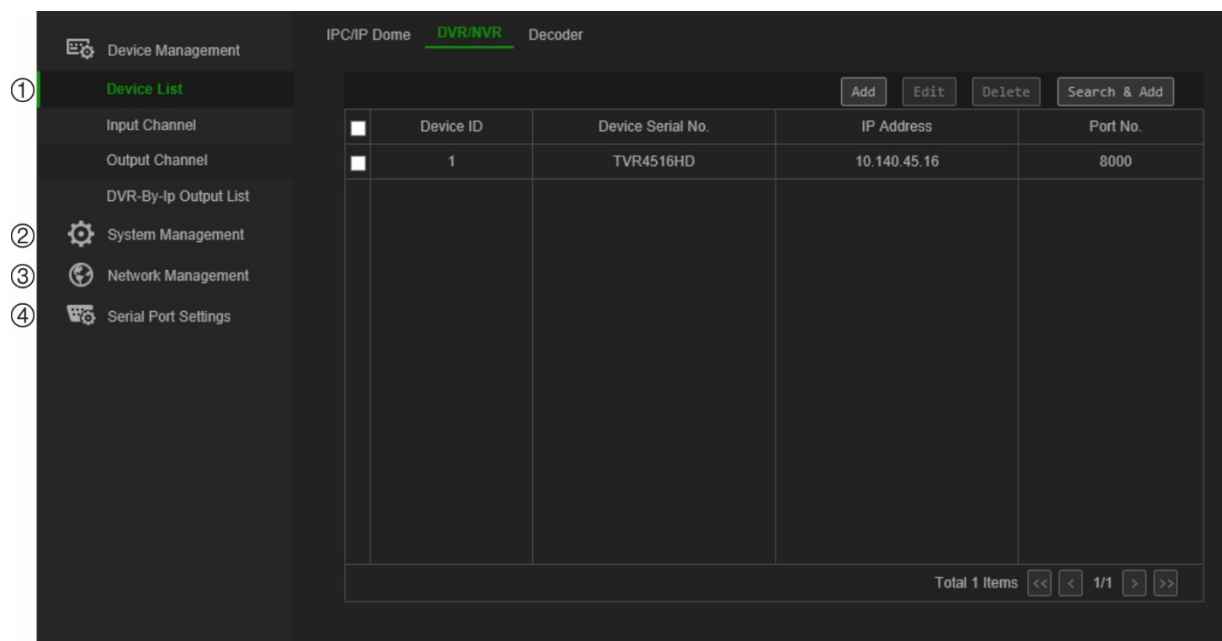 Device Management
① Device List
Input Channel
Output Channel
DVR-By-Ip Output List
② System Management
③ Network Management
④ Serial Port Settings
IPC/IP Dome DVR/NVR Decoder
Add Edit Delete Search & Add
Device ID Device Serial No. IP Address Port No.
1 TVR4516HD 10.140.45.16 8000
Total 1 Items << < 1/1 > >>